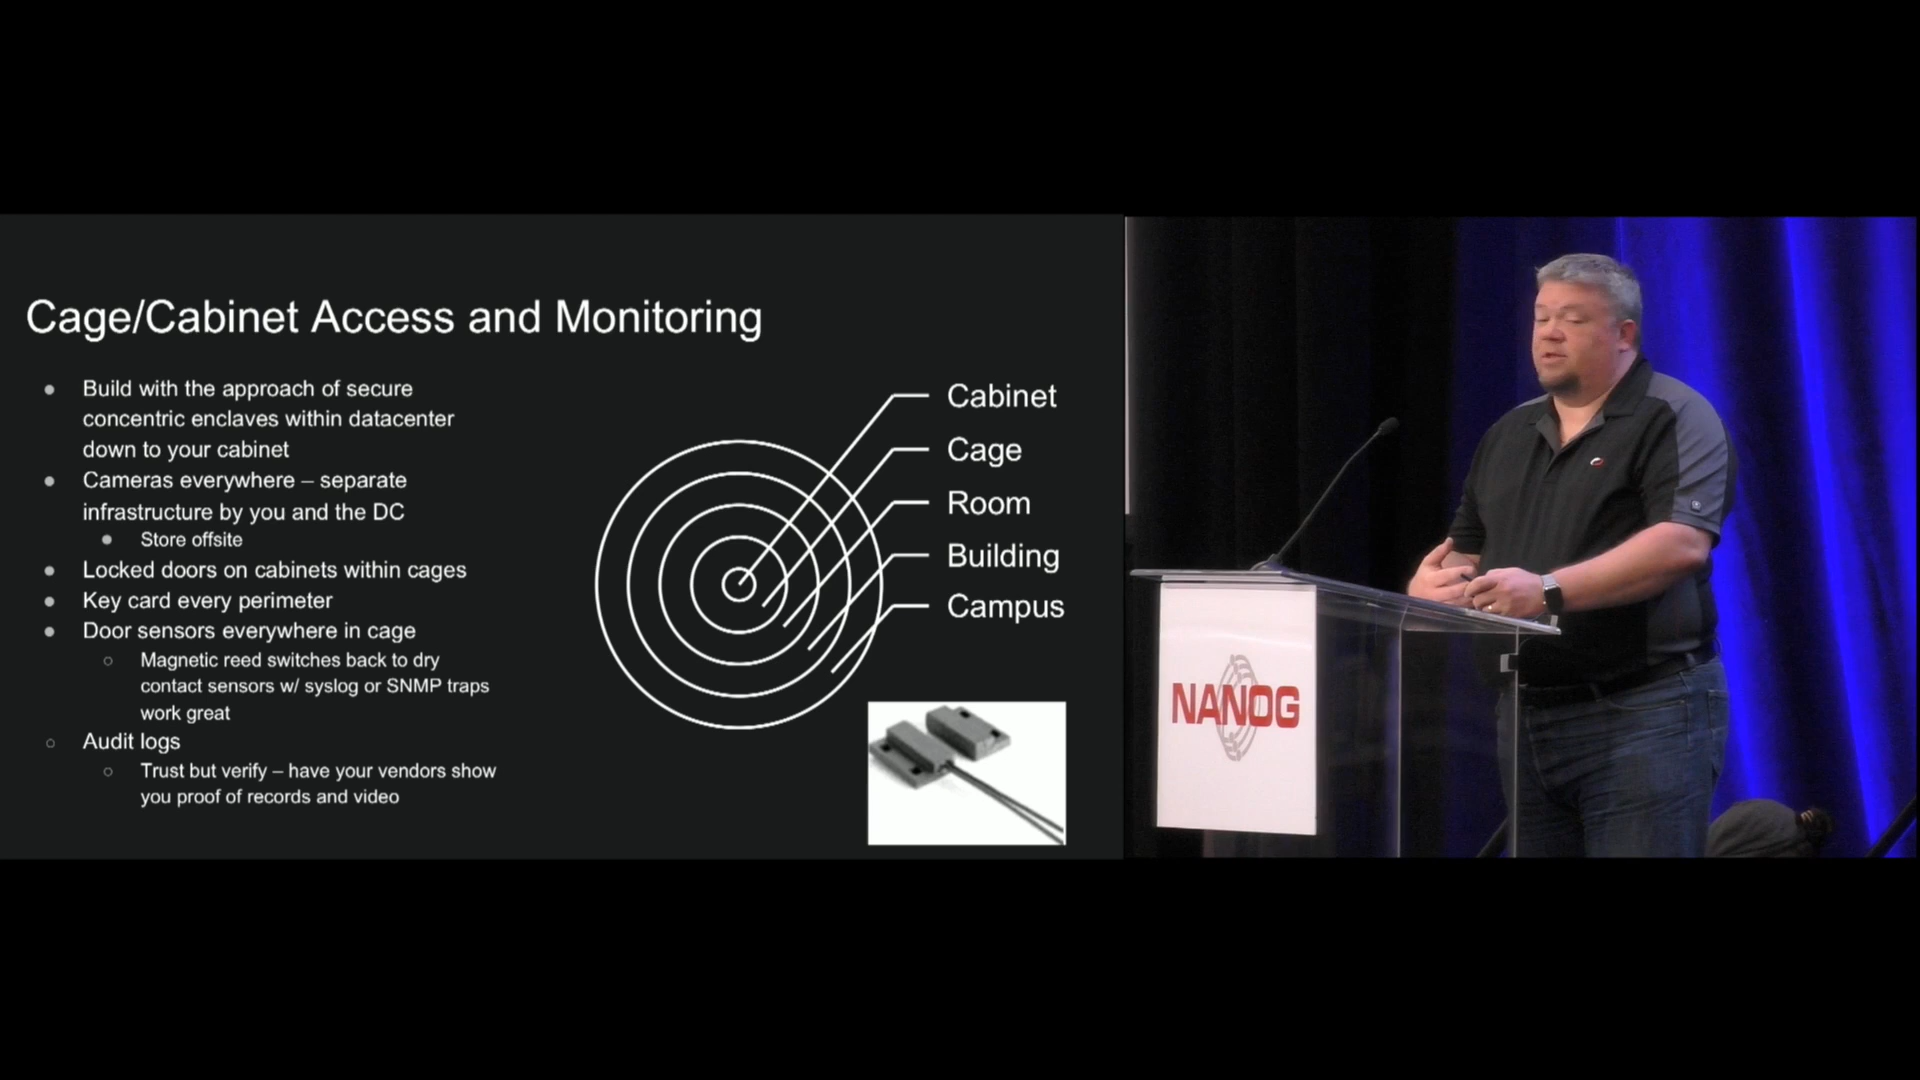 Cage/Cabinet Access and Monitoring
Build with the approach of secure
concentric enclaves within datacenter
down to your cabinet
Cameras everywhere – separate
infrastructure by you and the DC
Store offsite
Locked doors on cabinets within cages
Key card every perimeter
Door sensors everywhere in cage
Magnetic reed switches back to dry
contact sensors w/ syslog or SNMP traps
work great
Audit logs
Trust but verify – have your vendors show
you proof of records and video
Cabinet
Cage
Room
Building
Campus
NANOG